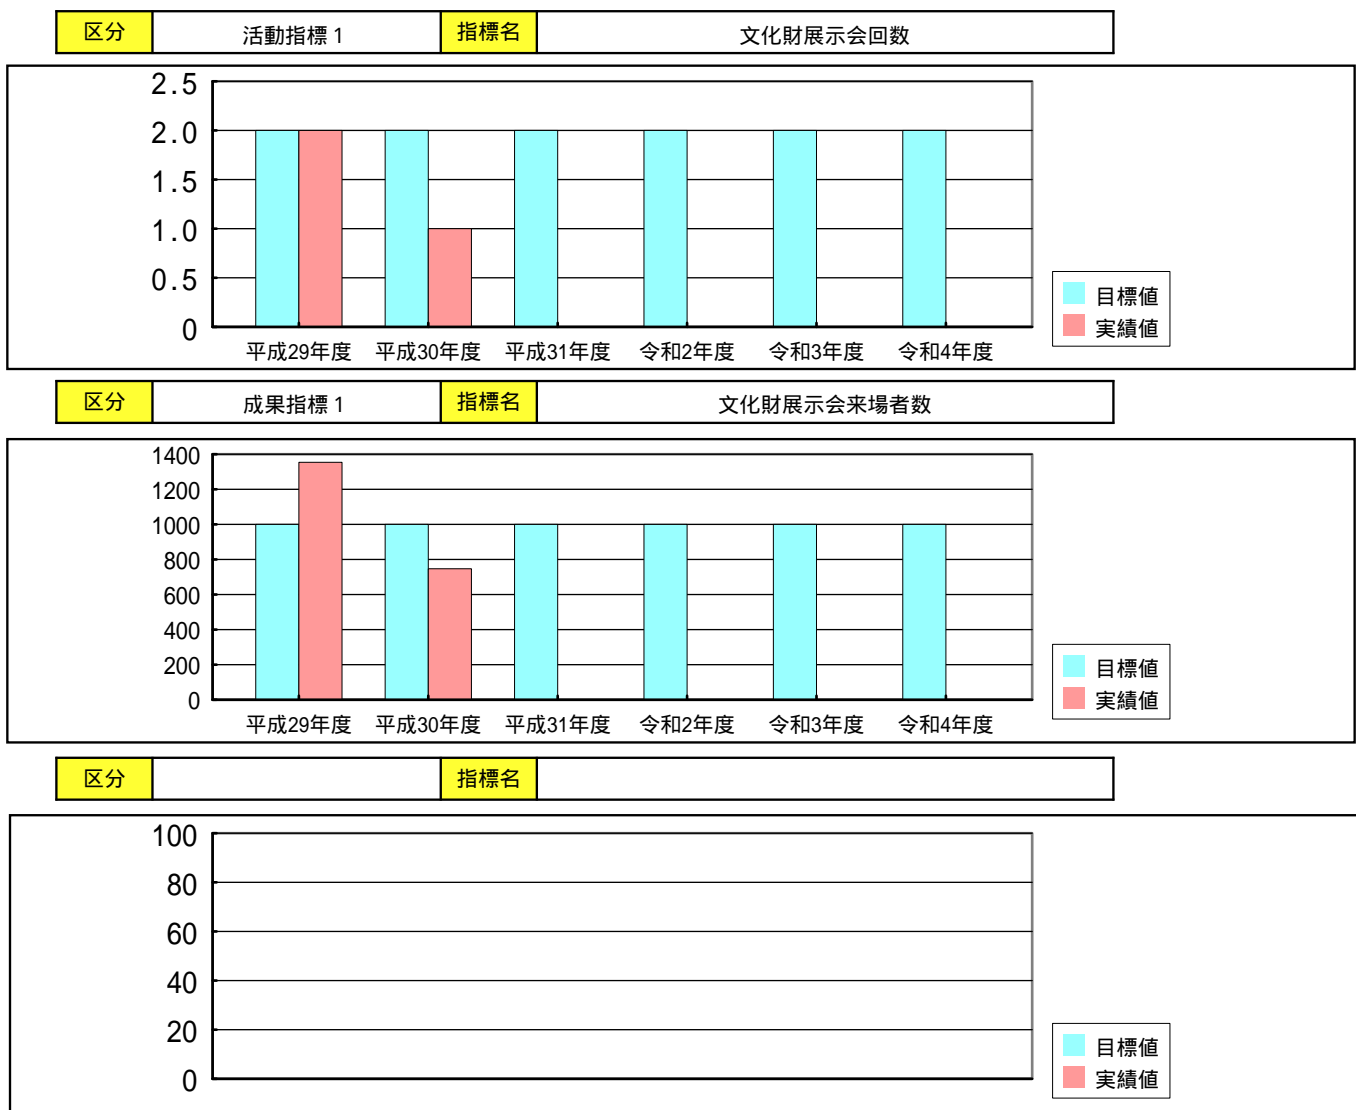 区分 活動指標1 指標名 文化財展示会回数
2.5
2.0
1.5
1.0
0.5
0
平成29年度 平成30年度 平成31年度 令和2年度 令和3年度 令和4年度
目標値
実績値
区分 成果指標1 指標名 文化財展示会来場者数
1400
1200
1000
800
600
400
200
0
平成29年度 平成30年度 平成31年度 令和2年度 令和3年度 令和4年度
目標値
実績値
区分 指標名
100
80
60
40
20
0
目標値
実績値